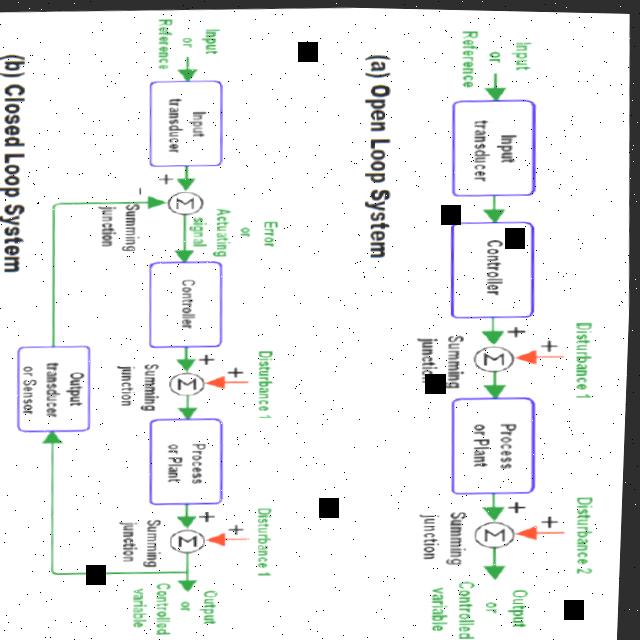 Input
or
Reference
Input
transducer
Controller
Disturbance 1
+
+
Σ
Summing
Process
or Plant
Disturbance 2
+
+
Σ
Summing
junction
Output
or
Controlled
variable
(a) Open Loop System
Input
or
Reference
Input
transducer
+
-
Σ
Summing
junction
Error
or
Actuating
signal
Controller
Disturbance 1
+
+
Σ
Summing
junction
Process
or Plant
Disturbance 1
+
+
Σ
Summing
junction
Output
or
Controlled
variable
Output
transducer
or Sensor
(b) Closed Loop System